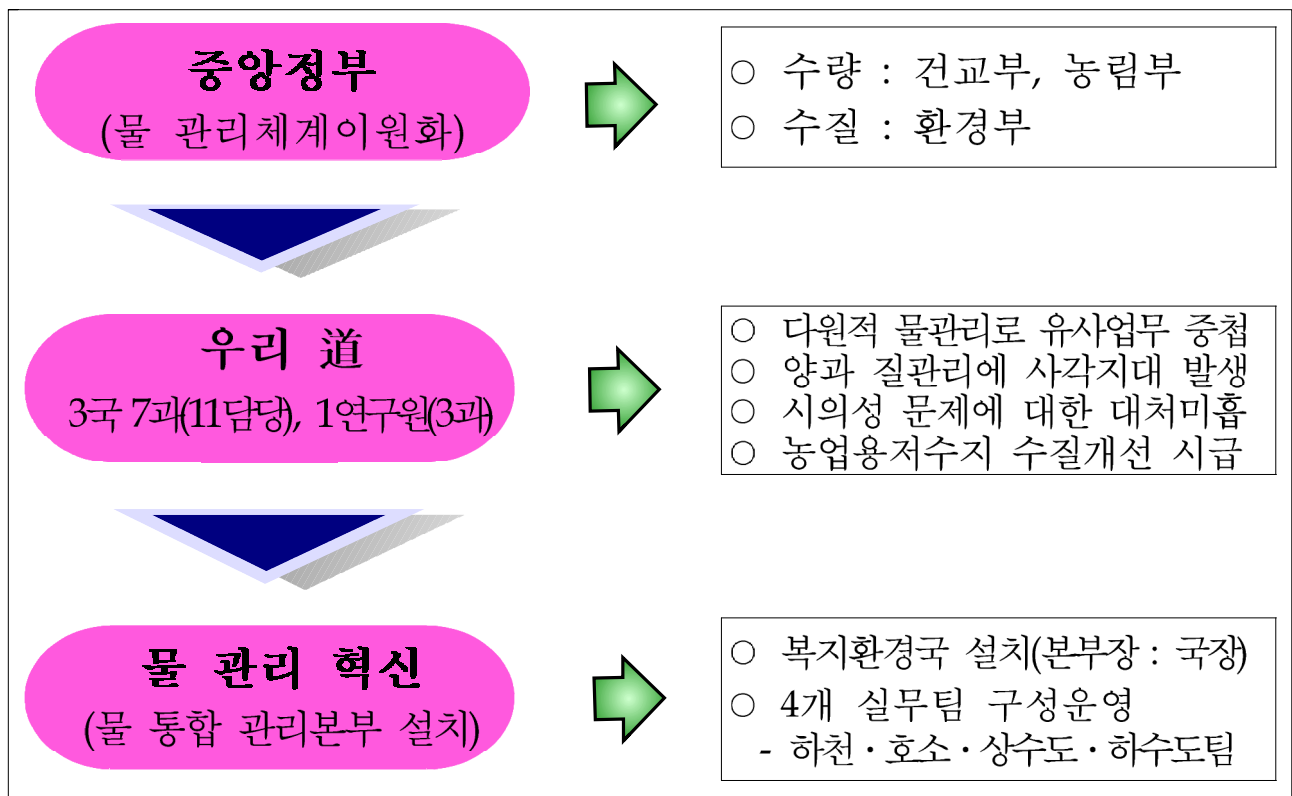 중앙정부
(물 관리체계이원화)
○ 수량 : 건교부, 농림부
○ 수질 : 환경부
우리 道
3국 7과(11담당), 1연구원(3과)
○ 다원적 물관리로 유사업무 중첩
○ 양과 질관리에 사각지대 발생
○ 시의성 문제에 대한 대처미흡
○ 농업용저수지 수질개선 시급
물 관리 혁신
(물 통합 관리본부 설치)
○ 복지환경국 설치(본부장 : 국장)
○ 4개 실무팀 구성운영
- 하천·호소·상수도·하수도팀